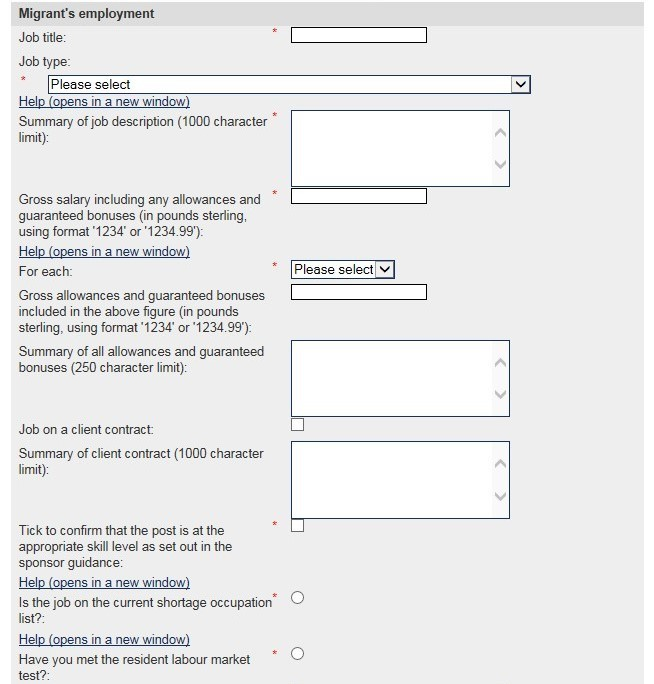 Migrant's employment
Job title: *
Job type:
* Please select
Help (opens in a new window)
Summary of job description (1000 character *
limit):
Gross salary including any allowances and *
guaranteed bonuses (in pounds sterling,
using format '1234' or '1234.99'):
Help (opens in a new window)
For each: * Please select
Gross allowances and guaranteed bonuses
included in the above figure (in pounds
sterling, using format '1234' or '1234.99'):
Summary of all allowances and guaranteed
bonuses (250 character limit):
Job on a client contract:
Summary of client contract (1000 character
limit):
Tick to confirm that the post is at the *
appropriate skill level as set out in the
sponsor guidance:
Help (opens in a new window)
Is the job on the current shortage occupation *
list?:
Help (opens in a new window)
Have you met the resident labour market *
test?: